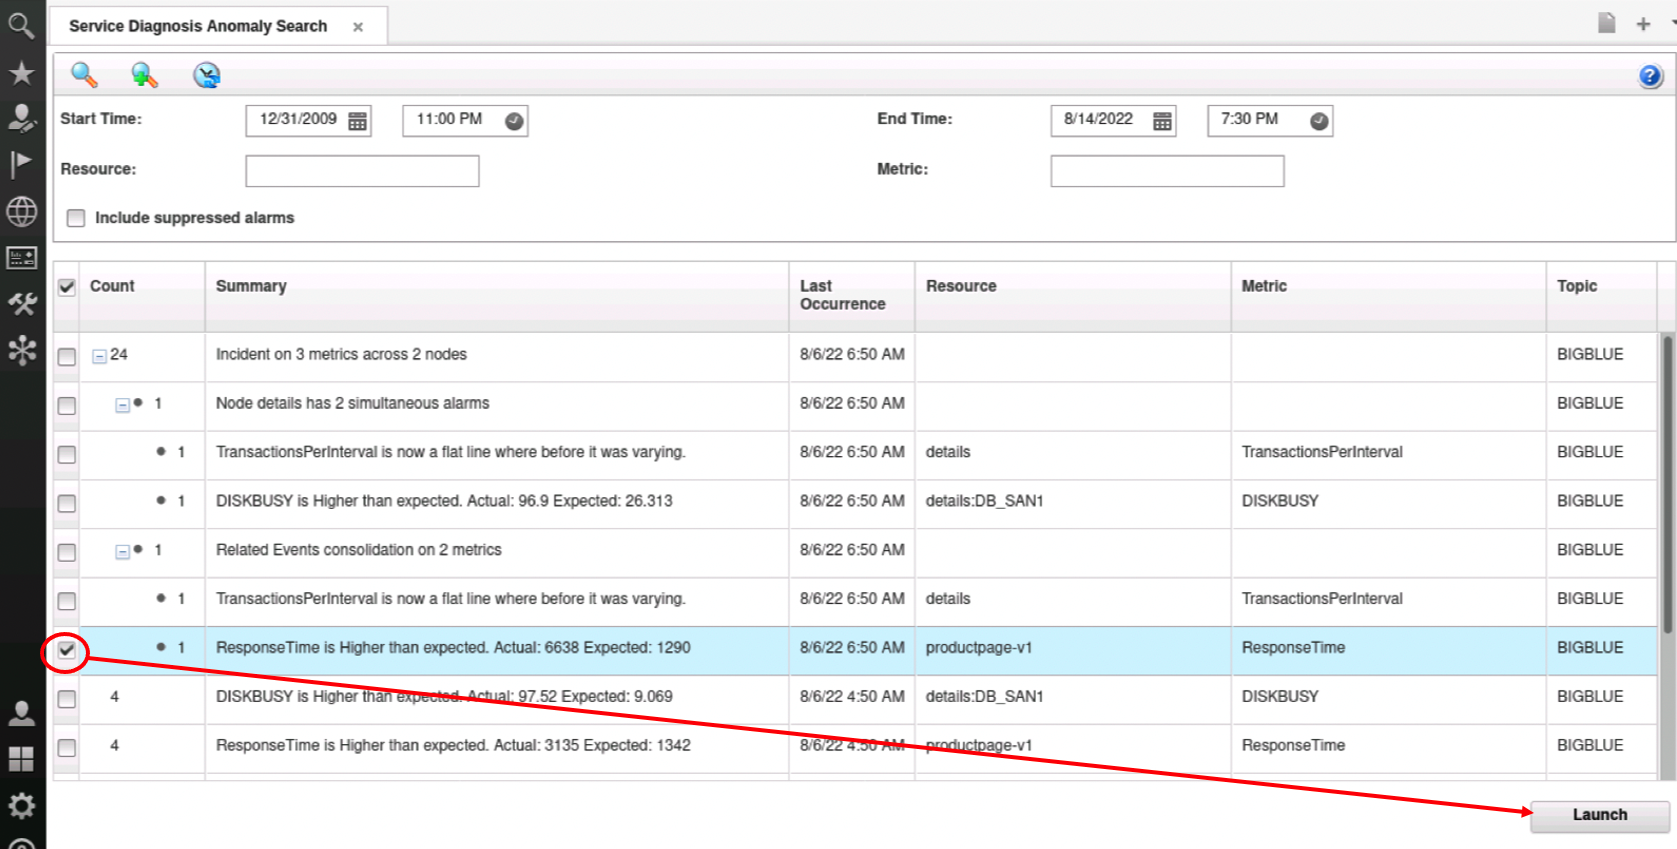 Service Diagnosis Anomaly Search
Start Time: 12/31/2009 11:00 PM End Time: 8/14/2022 7:30 PM
Resource: Metric:
Include suppressed alarms
Count Summary Last Occurrence Resource Metric Topic
24 Incident on 3 metrics across 2 nodes 8/6/22 6:50 AM BIGBLUE
1 Node details has 2 simultaneous alarms 8/6/22 6:50 AM BIGBLUE
1 TransactionsPerInterval is now a flat line where before it was varying. 8/6/22 6:50 AM details TransactionsPerInterval BIGBLUE
1 DISKBUSY is Higher than expected. Actual: 96.9 Expected: 26.313 8/6/22 6:50 AM details:DB_SAN1 DISKBUSY BIGBLUE
1 Related Events consolidation on 2 metrics 8/6/22 6:50 AM BIGBLUE
1 TransactionsPerInterval is now a flat line where before it was varying. 8/6/22 6:50 AM details TransactionsPerInterval BIGBLUE
1 ResponseTime is Higher than expected. Actual: 6638 Expected: 1290 8/6/22 6:50 AM productpage-v1 ResponseTime BIGBLUE
4 DISKBUSY is Higher than expected. Actual: 97.52 Expected: 9.069 8/6/22 4:50 AM details:DB_SAN1 DISKBUSY BIGBLUE
4 ResponseTime is Higher than expected. Actual: 3135 Expected: 1342 8/6/22 4:50 AM productpage-v1 ResponseTime BIGBLUE
Launch